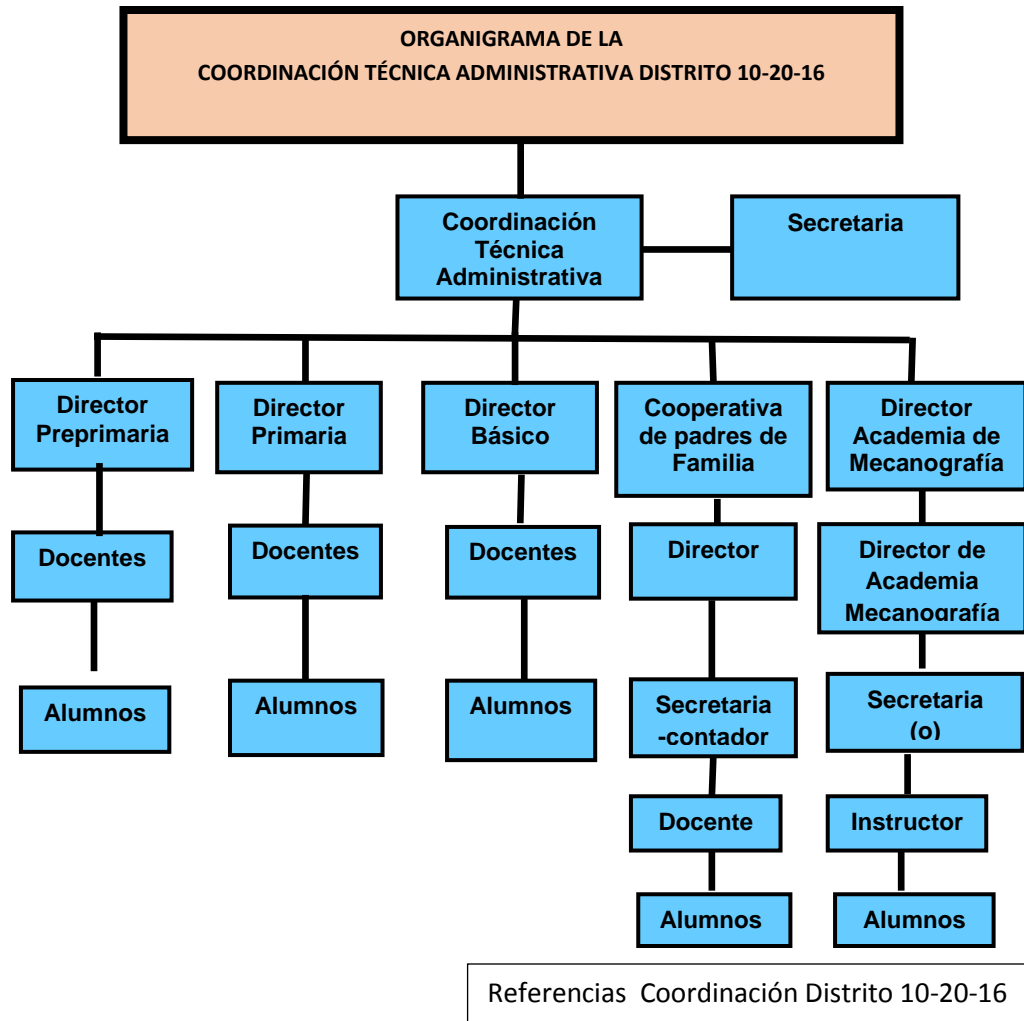 ORGANIGRAMA DE LA
COORDINACIÓN TÉCNICA ADMINISTRATIVA DISTRITO 10-20-16
Coordinación
Técnica
Administrativa
Secretaria
Director
Preprimaria
Director
Primaria
Director
Básico
Cooperativa
de padres de
Familia
Director
Academia de
Mecanografía
Docentes
Docentes
Docentes
Director
Director de
Academia
Mecanografía
Alumnos
Alumnos
Alumnos
Secretaria
-contador
Secretaria
(o)
Docente
Instructor
Alumnos
Alumnos
Referencias Coordinación Distrito 10-20-16